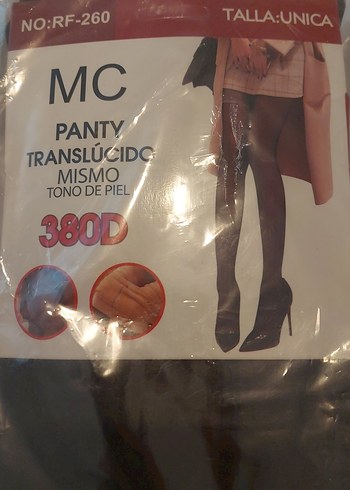 NO:RF-260
TALLA:UNICA
MC
PANTY
TRANSLÚCIDO
MISMO
TONO DE PIEL
380D